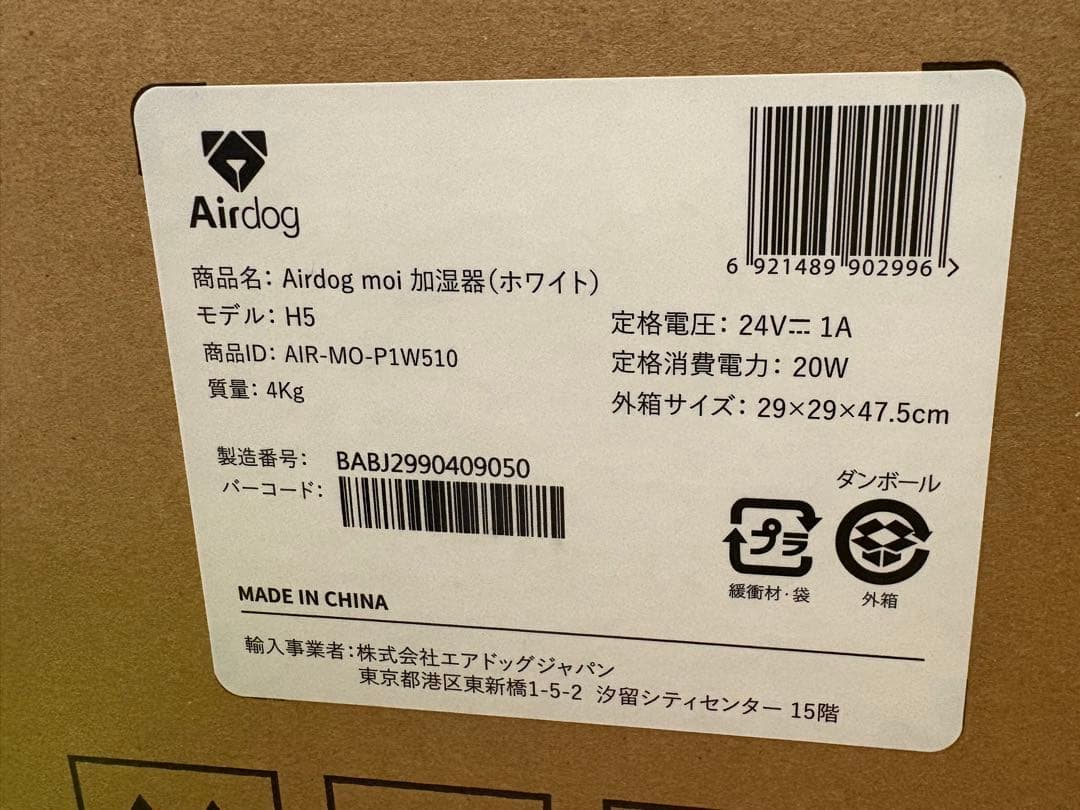 Airdog
商品名: Airdog moi 加湿器(ホワイト)
モデル: H5
商品ID: AIR-MO-P1W510
質量: 4Kg
6 921489 902996 >
定格電圧: 24V⎓ 1A
定格消費電力: 20W
外箱サイズ: 29×29×47.5cm
製造番号: BABJ2990409050
バーコード:
ダンボール
プラ
緩衝材・袋
外箱
MADE IN CHINA
輸入事業者:株式会社エアドッグジャパン
東京都港区東新橋1-5-2 汐留シティセンター 15階